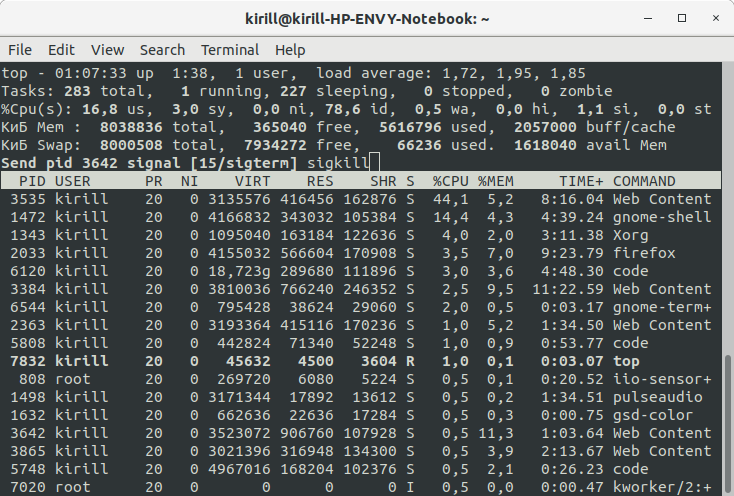 kirill@kirill-HP-ENVY-Notebook: ~
File Edit View Search Terminal Help
top - 01:07:33 up  1:38,  1 user,  load average: 1,72, 1,95, 1,85
Tasks: 283 total,   1 running, 227 sleeping,   0 stopped,   0 zombie
%Cpu(s): 16,8 us,  3,0 sy,  0,0 ni, 78,6 id,  0,5 wa,  0,0 hi,  1,1 si,  0,0 st
КиБ Mem :  8038836 total,   365040 free,  5616796 used,  2057000 buff/cache
КиБ Swap:  8000508 total,  7934272 free,    66236 used.  1618040 avail Mem
Send pid 3642 signal [15/sigterm] sigkill
PID USER      PR  NI    VIRT    RES    SHR S  %CPU %MEM     TIME+ COMMAND
3535 kirill    20   0 3135576 416456 162876 S  44,1  5,2   8:16.04 Web Content
1472 kirill    20   0 4166832 343032 105384 S  14,4  4,3   4:39.24 gnome-shell
1343 kirill    20   0 1095040 163184 122636 S   4,0  2,0   3:11.38 Xorg
2033 kirill    20   0 4155032 566604 170908 S   3,5  7,0   9:23.79 firefox
6120 kirill    20   0 18,723g 289680 111896 S   3,0  3,6   4:48.30 code
3384 kirill    20   0 3810036 766240 246352 S   2,5  9,5  11:22.59 Web Content
6544 kirill    20   0  795428  38624  29060 S   2,0  0,5   0:03.17 gnome-term+
2363 kirill    20   0 3193364 415116 170236 S   1,0  5,2   1:34.50 Web Content
5808 kirill    20   0  442824  71340  52248 S   1,0  0,9   0:53.77 code
7832 kirill    20   0   45632   4500   3604 R   1,0  0,1   0:03.07 top
808 root      20   0  269720   6080   5224 S   0,5  0,1   0:20.52 iio-sensor+
1498 kirill    20   0 3171344  17892  13612 S   0,5  0,2   1:34.51 pulseaudio
1632 kirill    20   0  662636  22636  17284 S   0,5  0,3   0:00.75 gsd-color
3642 kirill    20   0 3523072 906760 107928 S   0,5 11,3   1:03.64 Web Content
3865 kirill    20   0 3021396 316948 134300 S   0,5  3,9   2:13.67 Web Content
5748 kirill    20   0 4967016 168204 102376 S   0,5  2,1   0:26.23 code
7020 root      20   0       0      0      0 I   0,5  0,0   0:00.47 kworker/2:+